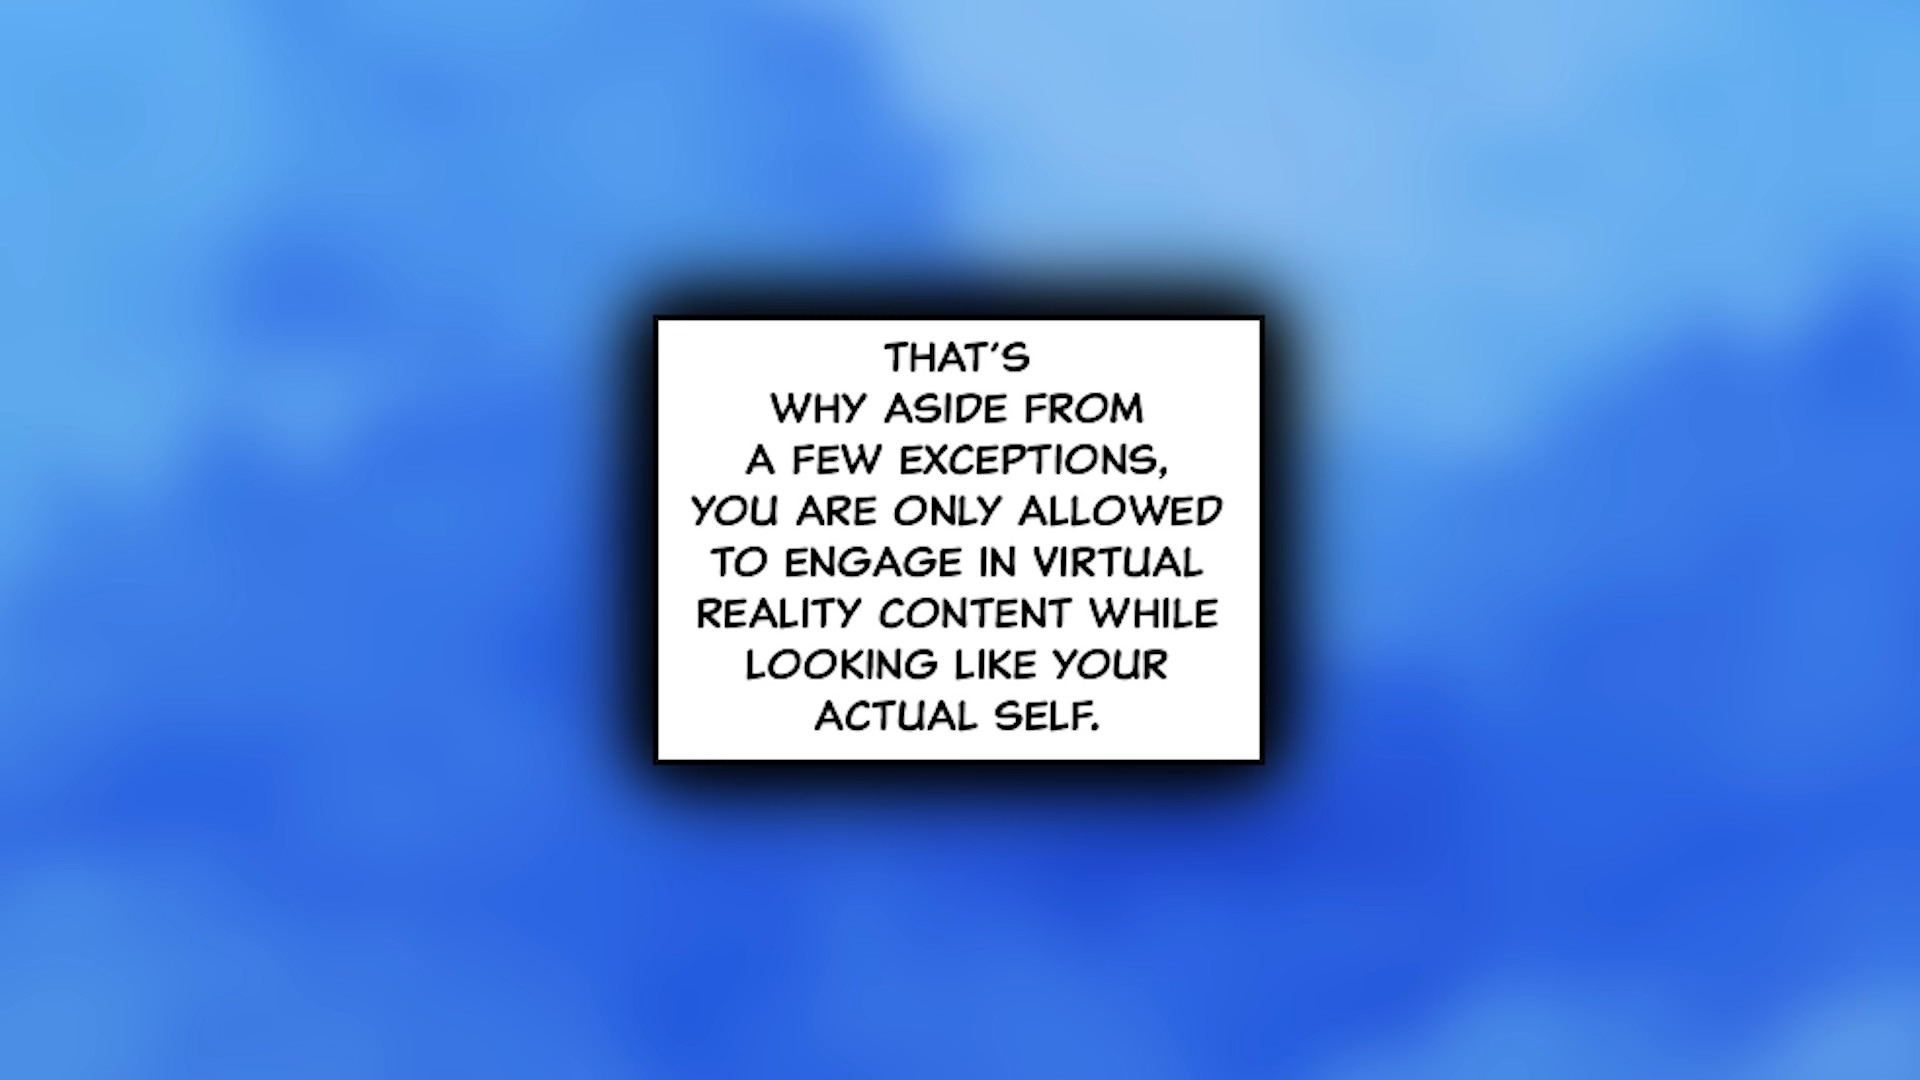 THAT'S
WHY ASIDE FROM
A FEW EXCEPTIONS,
YOU ARE ONLY ALLOWED
TO ENGAGE IN VIRTUAL
REALITY CONTENT WHILE
LOOKING LIKE YOUR
ACTUAL SELF.